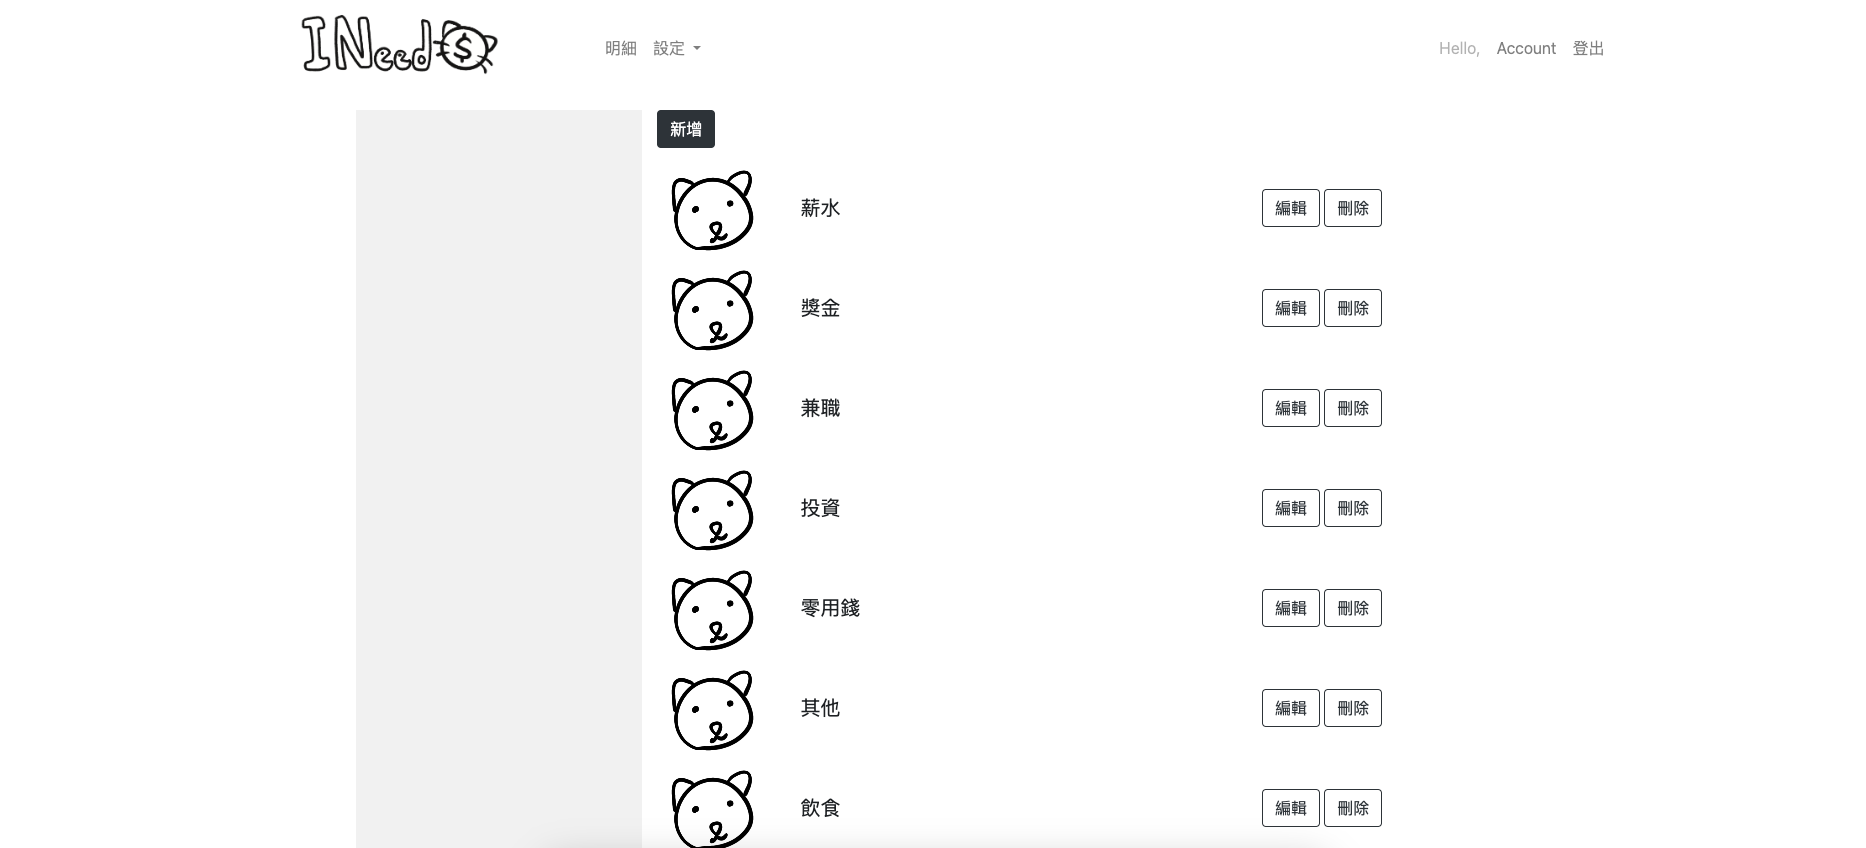 INeed$
明細 設定 Hello, Account 登出
新增
薪水 編輯 刪除
獎金 編輯 刪除
兼職 編輯 刪除
投資 編輯 刪除
零用錢 編輯 刪除
其他 編輯 刪除
飲食 編輯 刪除